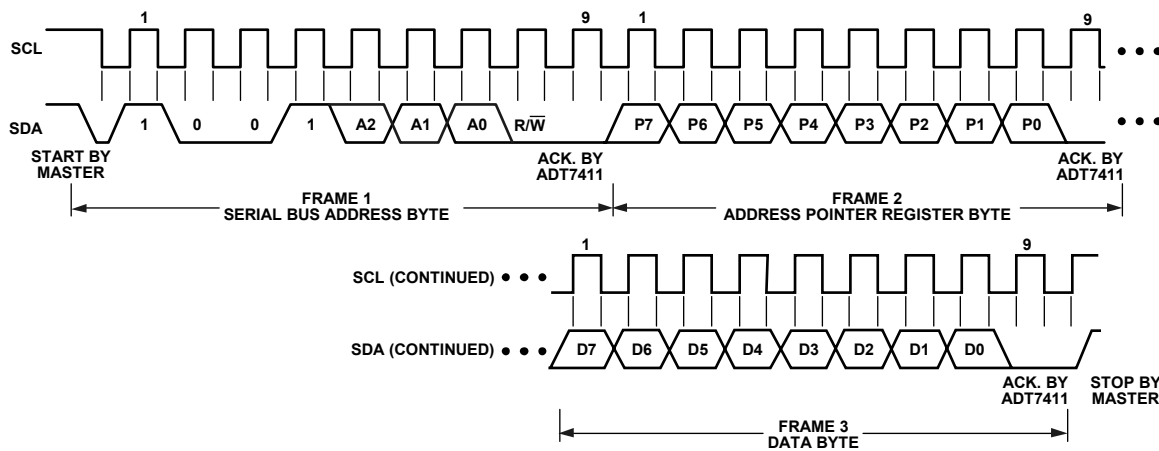 1 9 1 9
SCL
SDA
1 0 0 1 A2 A1 A0 R/W̅ P7 P6 P5 P4 P3 P2 P1 P0
START BY
MASTER
ACK. BY
ADT7411
ACK. BY
ADT7411
FRAME 1
SERIAL BUS ADDRESS BYTE
FRAME 2
ADDRESS POINTER REGISTER BYTE
1 9
SCL (CONTINUED)
SDA (CONTINUED)
D7 D6 D5 D4 D3 D2 D1 D0
ACK. BY
ADT7411
STOP BY
MASTER
FRAME 3
DATA BYTE